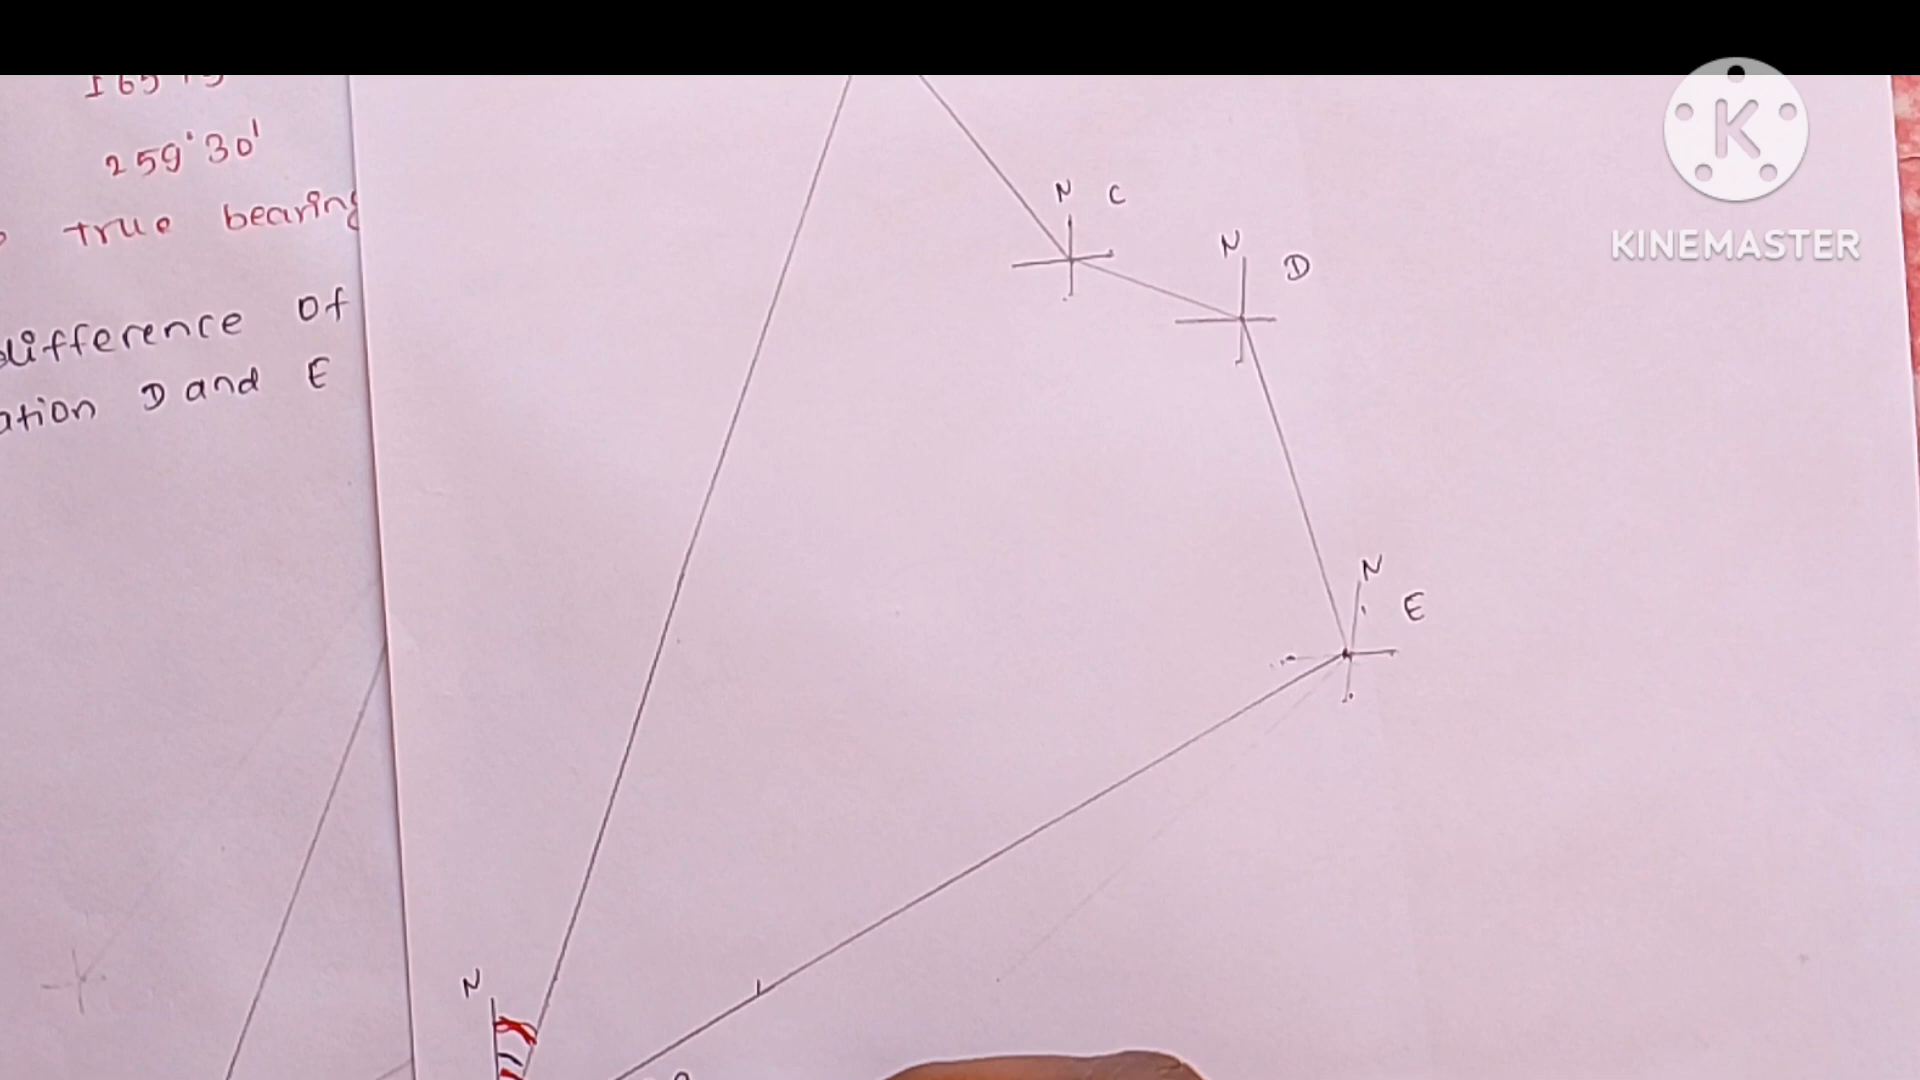 259°30'
true bearing
difference of
ation D and E
N C
N D
N
E
N
K
KINEMASTER